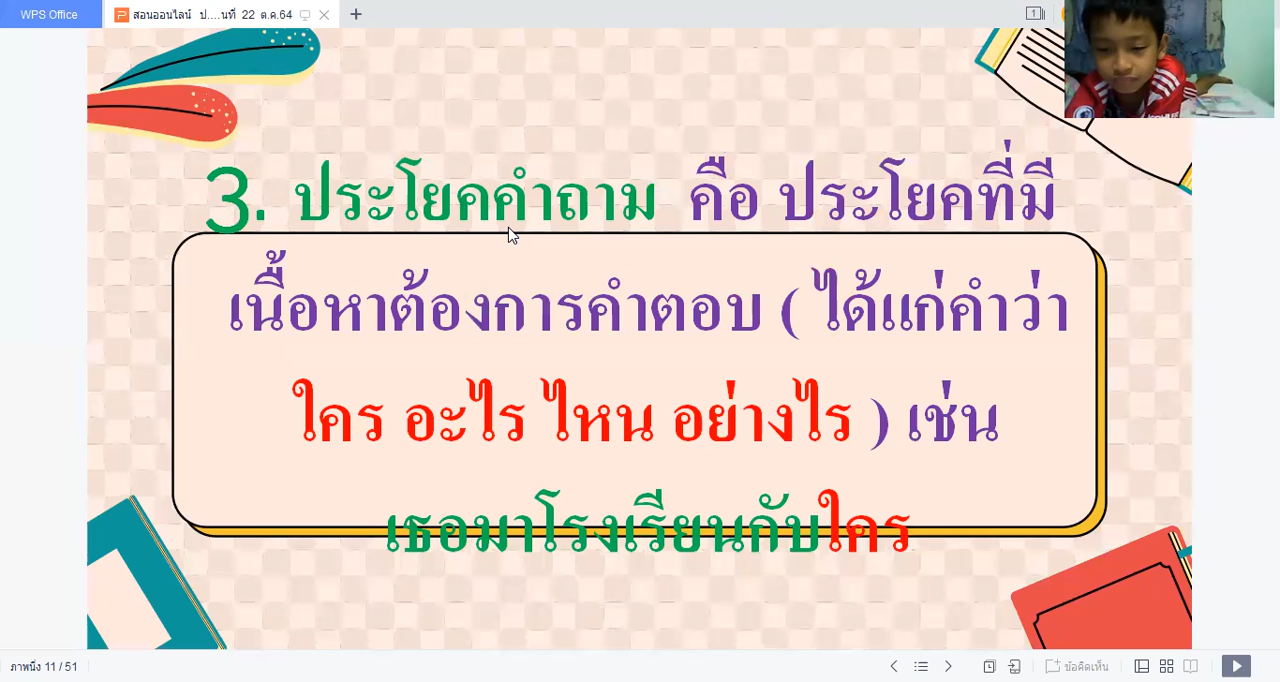 WPS Office
สอนออนไลน์ ป....นที่ 22 ต.ค.64
1
3. ประโยคคำถาม คือ ประโยคที่มี
เนื้อหาต้องการคำตอบ ( ได้แก่คำว่า
ใคร อะไร ไหน อย่างไร ) เช่น
เธอมาโรงเรียนกับใคร
ภาพนิ่ง 11 / 51
ข้อคิดเห็น